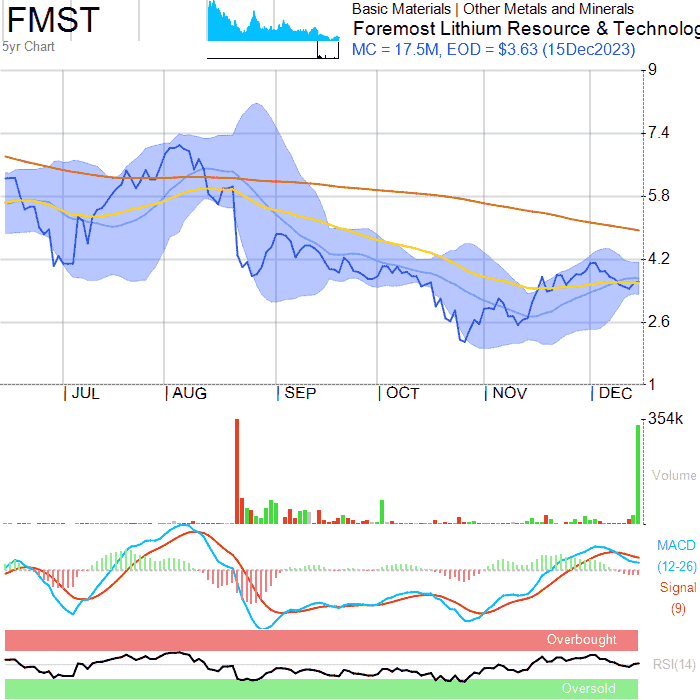 FMST
5yr Chart
Basic Materials | Other Metals and Minerals
Foremost Lithium Resource & Technolog
MC = 17.5M, EOD = $3.63 (15Dec2023)
9
7.4
5.8
4.2
2.6
1
JUL AUG SEP OCT NOV DEC
354k
Volume
MACD
(12-26)
Signal
(9)
Overbought
RSI(14)
Oversold